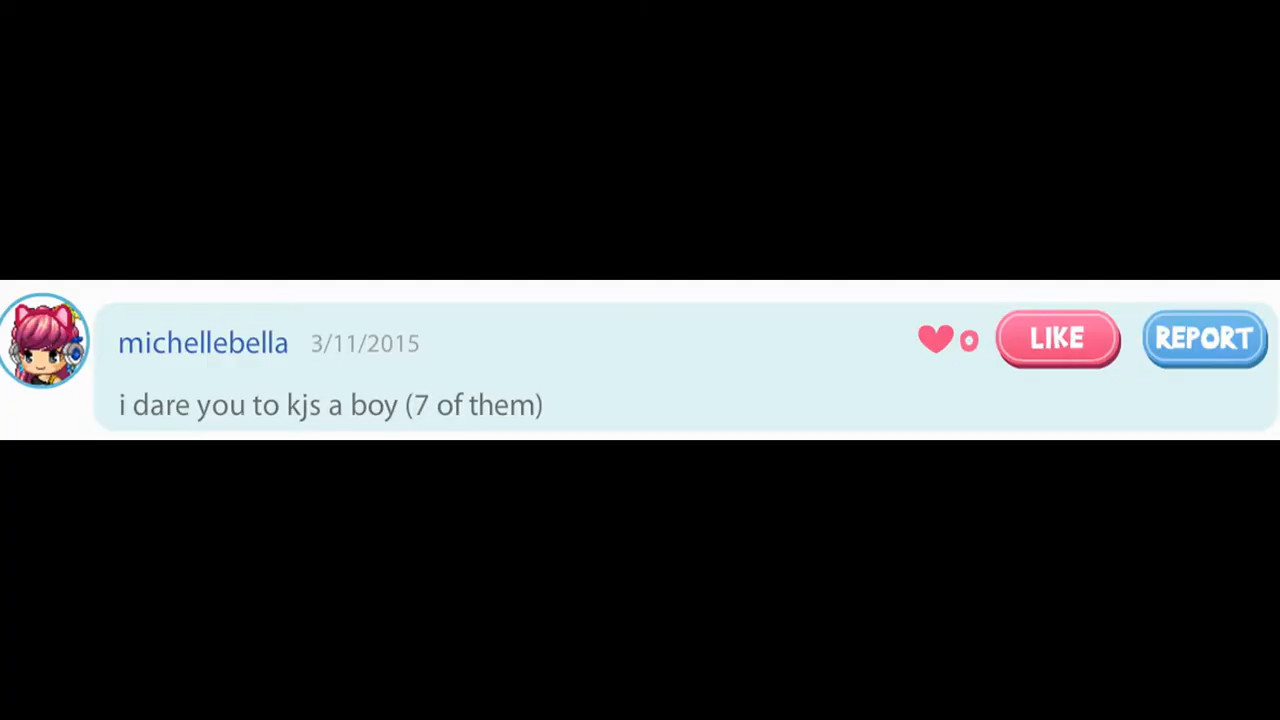 michellebella 3/11/2015 0 LIKE REPORT
i dare you to kjs a boy (7 of them)